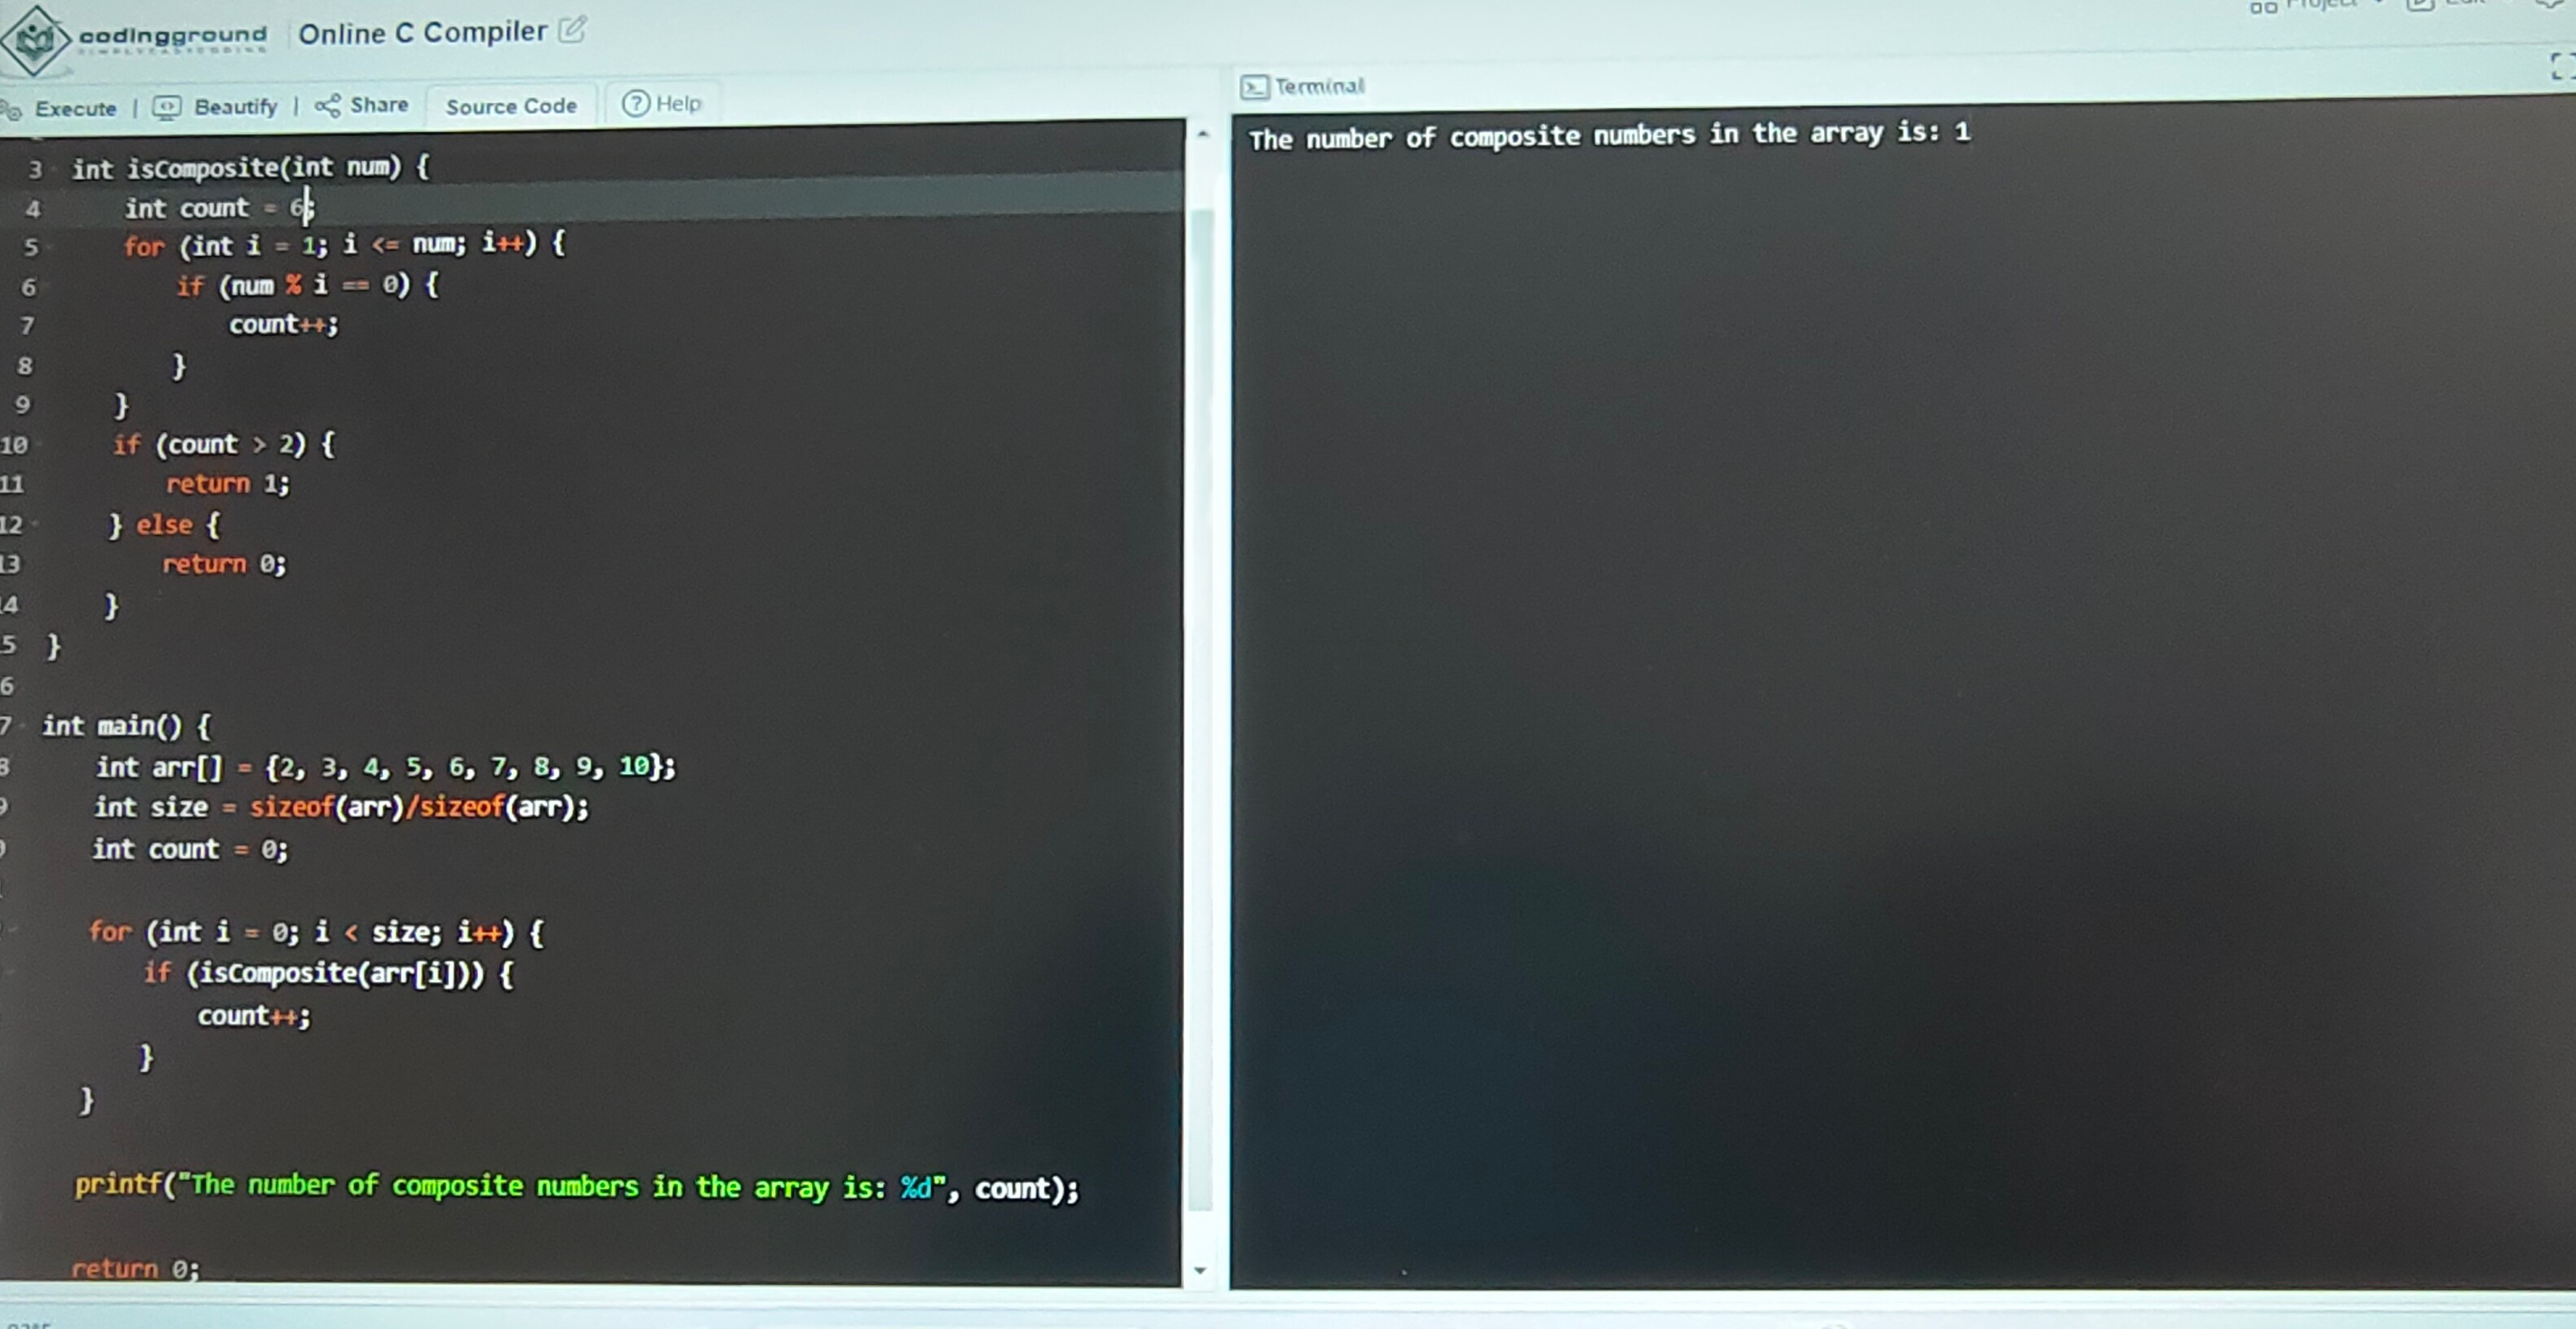 codingground Online C Compiler
Execute | Beautify | Share Source Code Help
3 int isComposite(int num) {
4 int count = 6;
5 for (int i = 1; i <= num; i++) {
6 if (num % i == 0) {
7 count++;
8 }
9 }
10 if (count > 2) {
11 return 1;
12 } else {
13 return 0;
14 }
5 }
6
7 int main() {
8 int arr[] = {2, 3, 4, 5, 6, 7, 8, 9, 10};
9 int size = sizeof(arr)/sizeof(arr);
0 int count = 0;
for (int i = 0; i < size; i++) {
if (isComposite(arr[i])) {
count++;
}
}
printf("The number of composite numbers in the array is: %d", count);
return 0;
Terminal
The number of composite numbers in the array is: 1